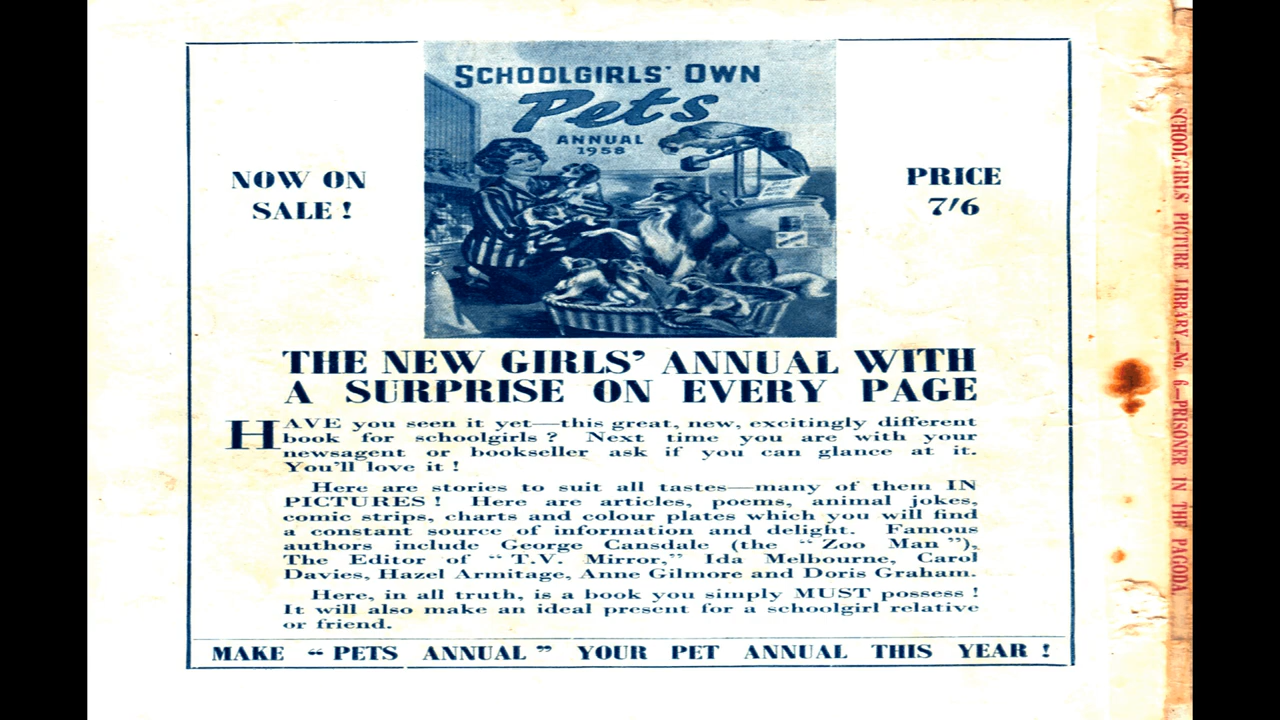 SCHOOLGIRLS' OWN
Pets
ANNUAL
1958
NOW ON
SALE !
PRICE
7/6
THE NEW GIRLS' ANNUAL WITH
A SURPRISE ON EVERY PAGE
HAVE you seen it yet—this great, new, excitingly different
book for schoolgirls ? Next time you are with your
newsagent or bookseller ask if you can glance at it.
You'll love it !
Here are stories to suit all tastes—many of them IN
PICTURES ! Here are articles, poems, animal jokes,
comic strips, charts and colour plates which you will find
a constant source of information and delight. Famous
authors include George Cansdale (the “ Zoo Man ”),
The Editor of “ T.V. Mirror,” Ida Melbourne, Carol
Davies, Hazel Armitage, Anne Gilmore and Doris Graham.
Here, in all truth, is a book you simply MUST possess !
It will also make an ideal present for a schoolgirl relative
or friend.
MAKE “ PETS ANNUAL ” YOUR PET ANNUAL THIS YEAR !
SCHOOLGIRLS' PICTURE LIBRARY.—No. 6—PRISONER IN THE PAGODA